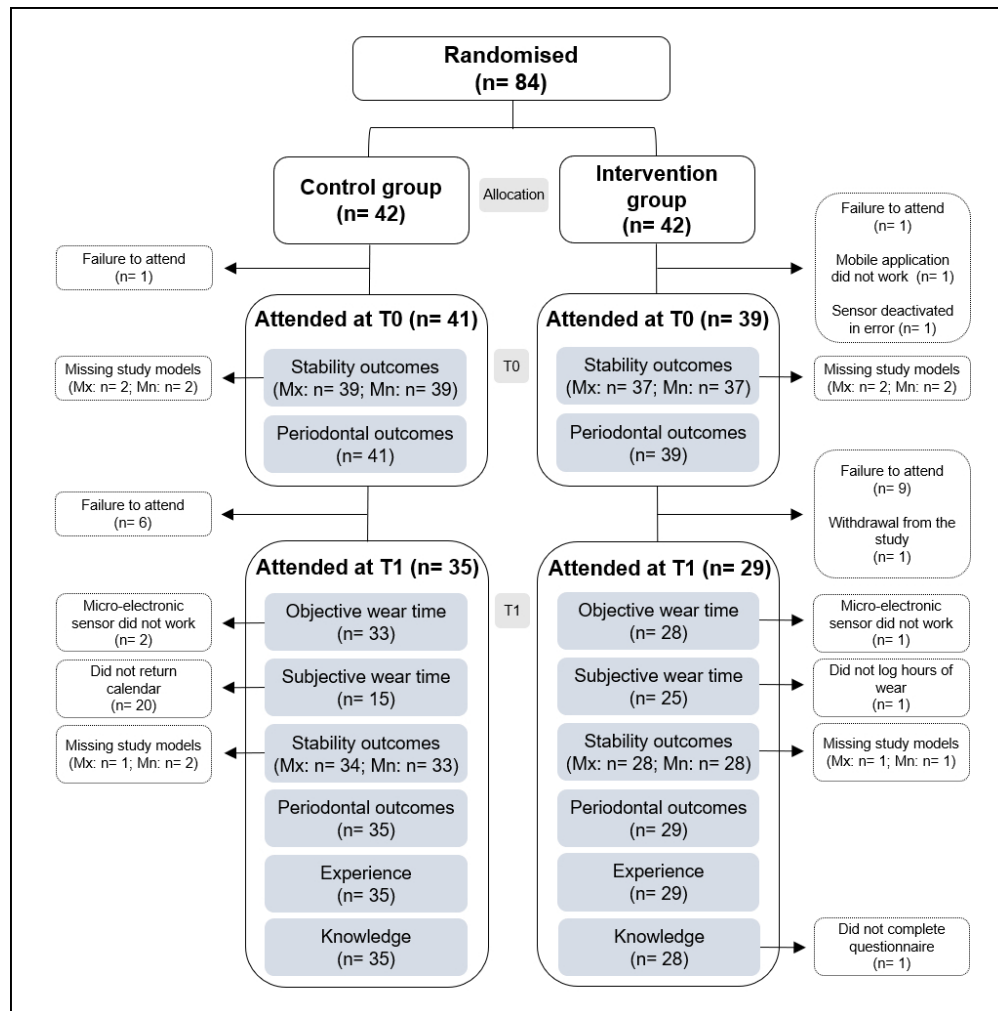 Randomised
(n= 84)
Control group
(n= 42)
Allocation
Intervention
group
(n= 42)
Failure to attend
(n= 1)
Failure to attend
(n= 1)
Mobile application
did not work (n= 1)
Sensor deactivated
in error (n= 1)
Attended at T0 (n= 41)
Attended at T0 (n= 39)
Missing study models
(Mx: n= 2; Mn: n= 2)
Stability outcomes
(Mx: n= 39; Mn: n= 39)
T0
Stability outcomes
(Mx: n= 37; Mn: n= 37)
Missing study models
(Mx: n= 2; Mn: n= 2)
Periodontal outcomes
(n= 41)
Periodontal outcomes
(n= 39)
Failure to attend
(n= 6)
Failure to attend
(n= 9)
Withdrawal from the
study
(n= 1)
Attended at T1 (n= 35)
Attended at T1 (n= 29)
Micro-electronic
sensor did not work
(n= 2)
Objective wear time
(n= 33)
T1
Objective wear time
(n= 28)
Micro-electronic
sensor did not work
(n= 1)
Did not return
calendar
(n= 20)
Subjective wear time
(n= 15)
Subjective wear time
(n= 25)
Did not log hours of
wear
(n= 1)
Missing study models
(Mx: n= 1; Mn: n= 2)
Stability outcomes
(Mx: n= 34; Mn: n= 33)
Stability outcomes
(Mx: n= 28; Mn: n= 28)
Missing study models
(Mx: n= 1; Mn: n= 1)
Periodontal outcomes
(n= 35)
Periodontal outcomes
(n= 29)
Experience
(n= 35)
Experience
(n= 29)
Knowledge
(n= 35)
Knowledge
(n= 28)
Did not complete
questionnaire
(n= 1)